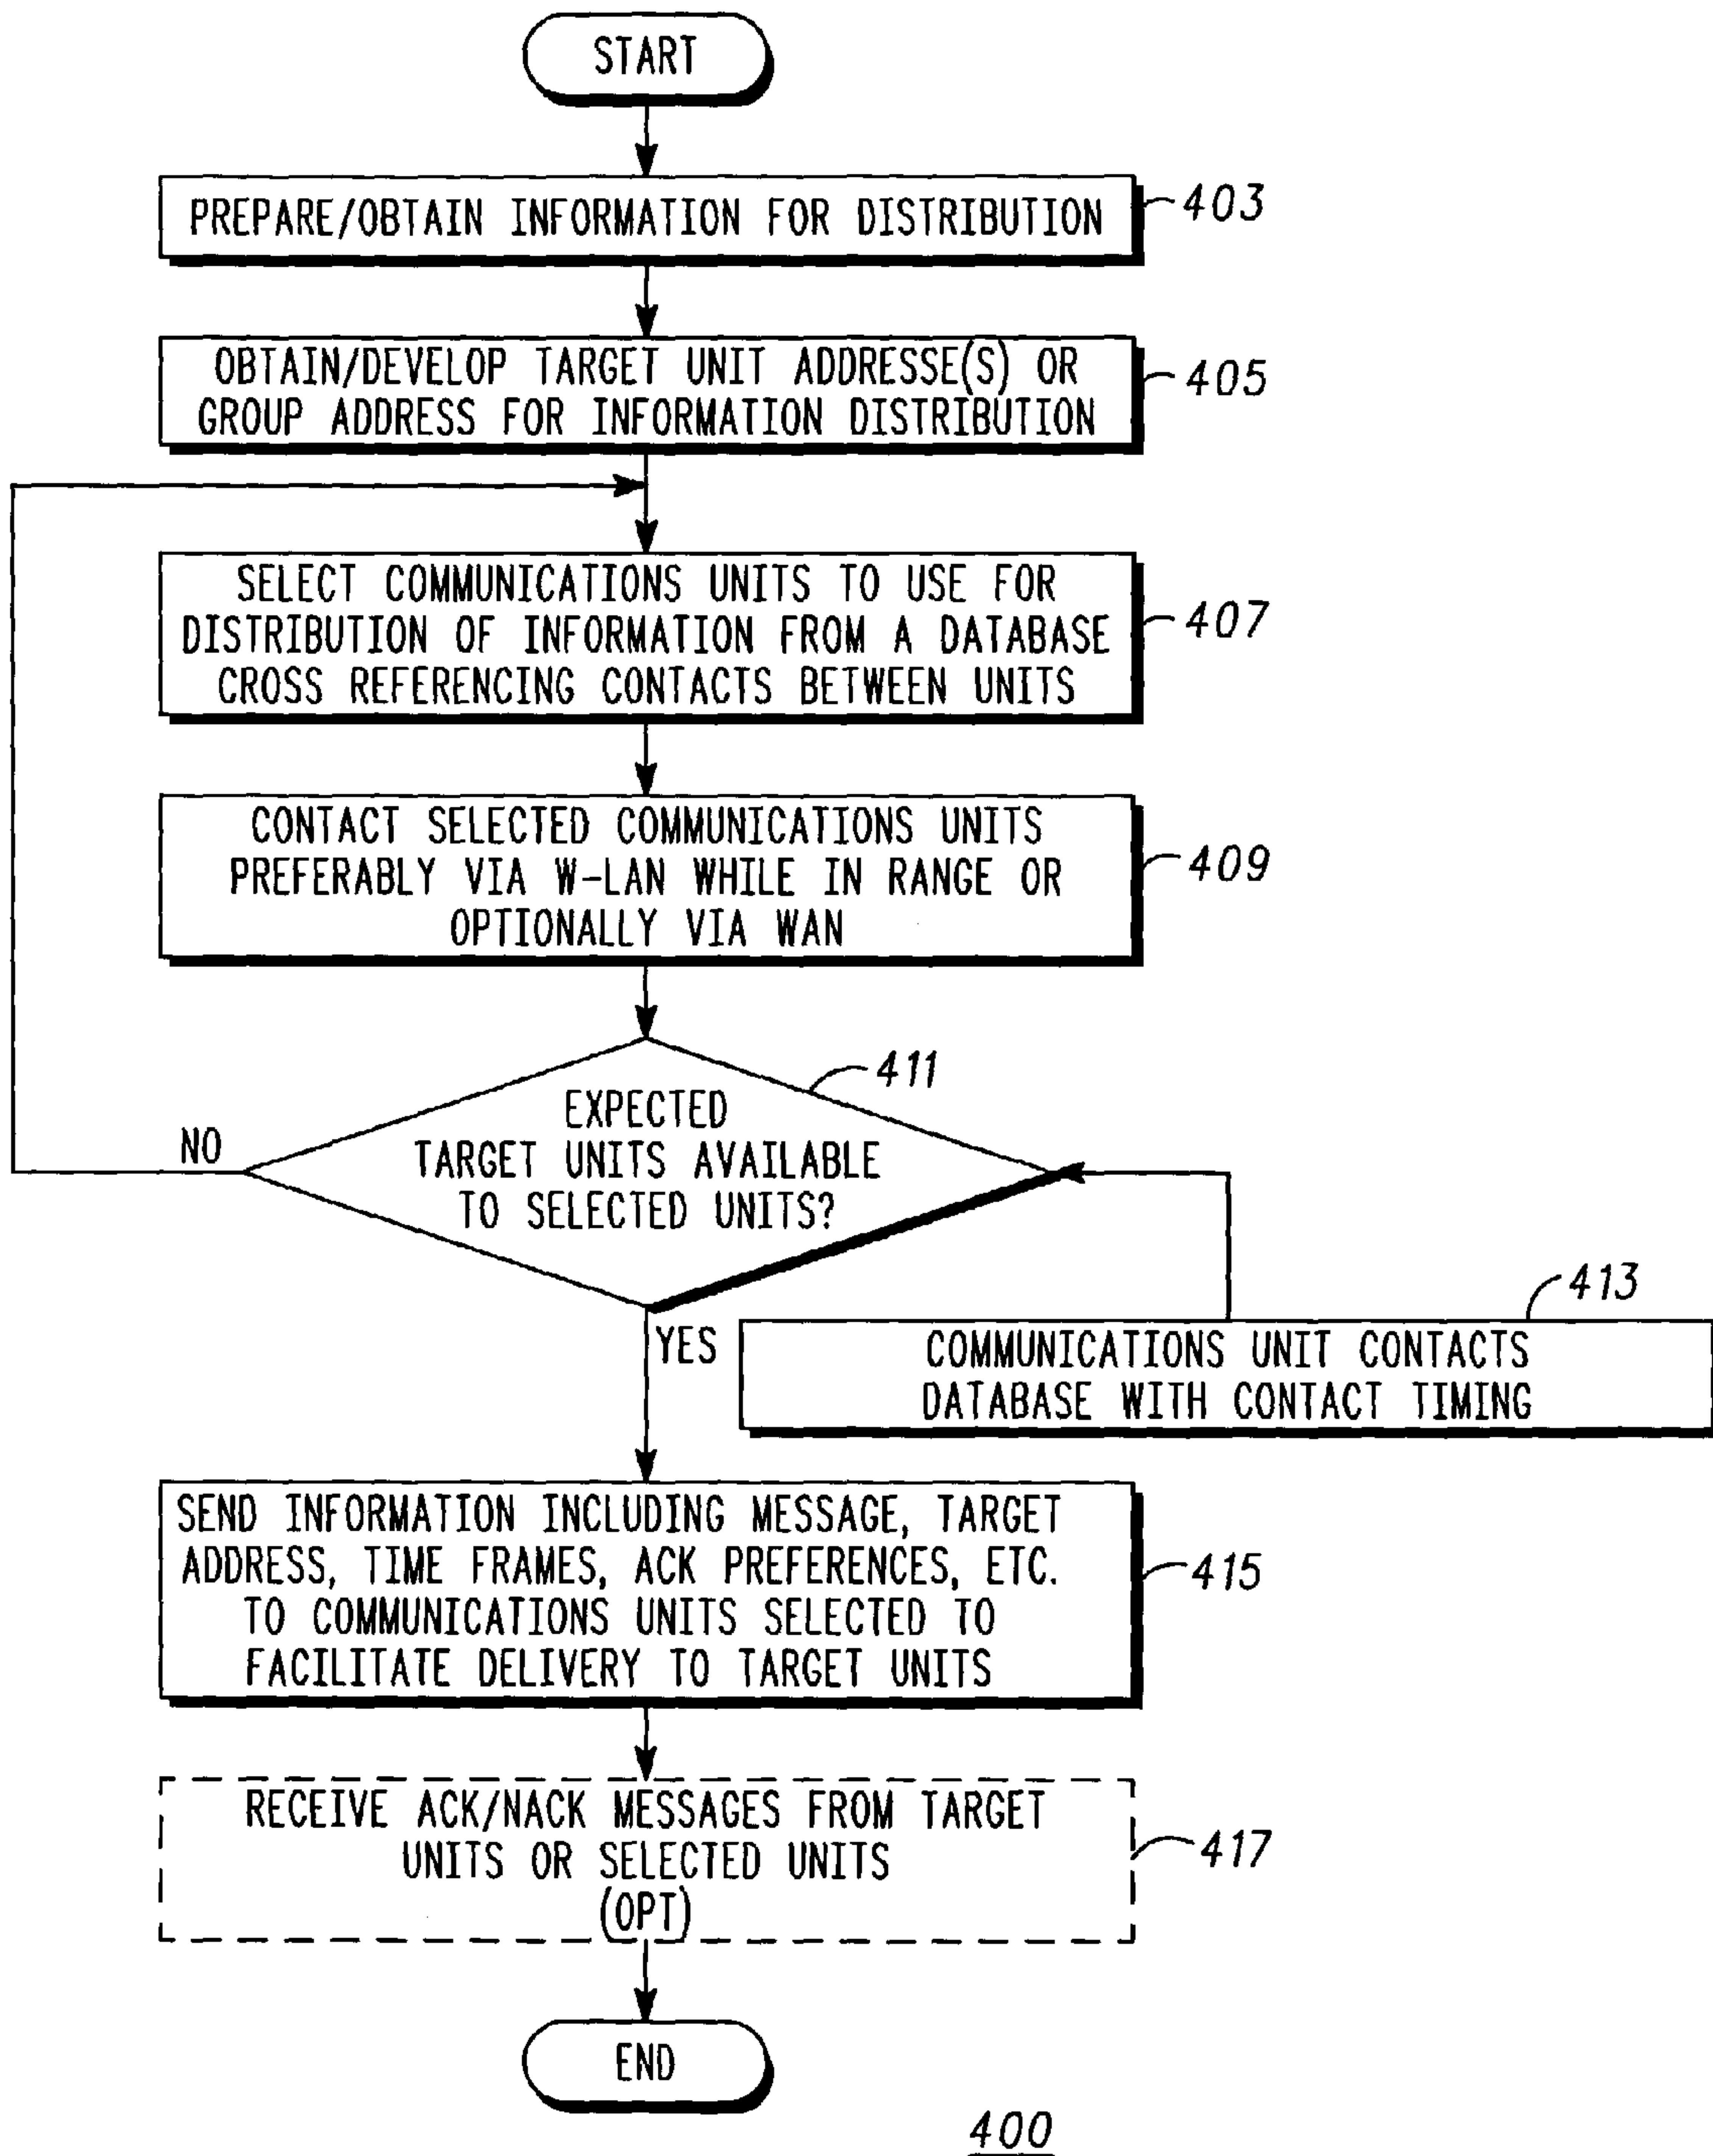 START
PREPARE/OBTAIN INFORMATION FOR DISTRIBUTION
403
OBTAIN/DEVELOP TARGET UNIT ADDRESSE(S) OR
GROUP ADDRESS FOR INFORMATION DISTRIBUTION
405
SELECT COMMUNICATIONS UNITS TO USE FOR
DISTRIBUTION OF INFORMATION FROM A DATABASE
CROSS REFERENCING CONTACTS BETWEEN UNITS
407
CONTACT SELECTED COMMUNICATIONS UNITS
PREFERABLY VIA W-LAN WHILE IN RANGE OR
OPTIONALLY VIA WAN
409
411
EXPECTED
TARGET UNITS AVAILABLE
TO SELECTED UNITS?
NO
YES
413
COMMUNICATIONS UNIT CONTACTS
DATABASE WITH CONTACT TIMING
SEND INFORMATION INCLUDING MESSAGE, TARGET
ADDRESS, TIME FRAMES, ACK PREFERENCES, ETC.
TO COMMUNICATIONS UNITS SELECTED TO
FACILITATE DELIVERY TO TARGET UNITS
415
RECEIVE ACK/NACK MESSAGES FROM TARGET
UNITS OR SELECTED UNITS
(OPT)
417
END
400